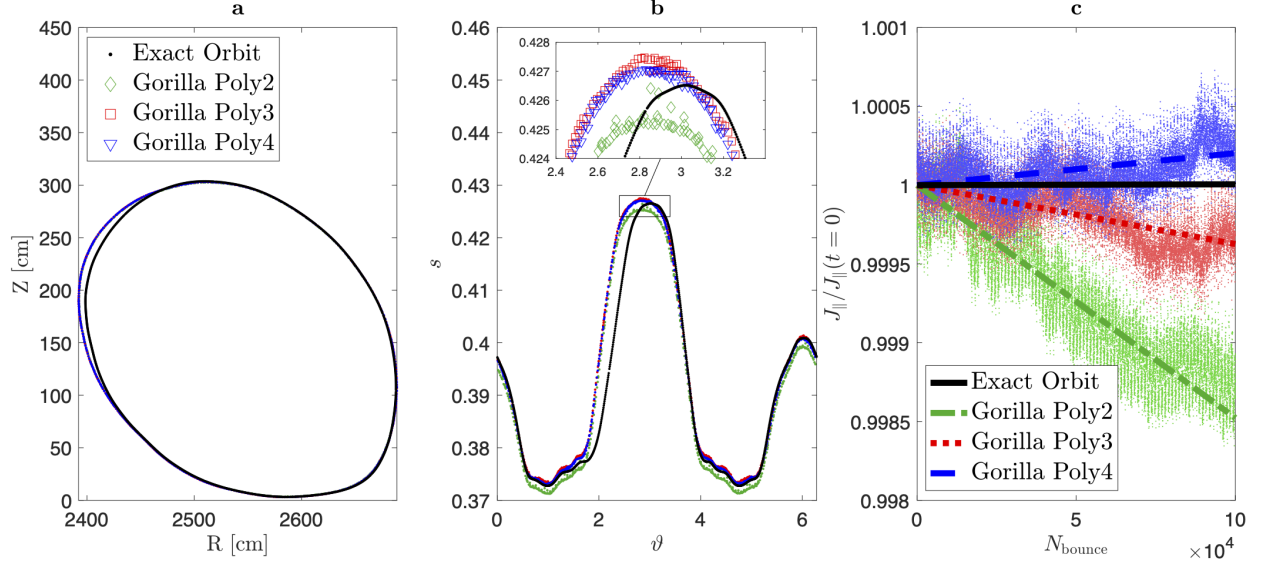 a
450
400
350
300
250
200
150
100
50
0
Z [cm]
2400
2500
2600
R [cm]
Exact Orbit
Gorilla Poly2
Gorilla Poly3
Gorilla Poly4
b
0.46
0.45
0.44
0.43
0.42
0.41
0.4
0.39
0.38
0.37
s
0
2
4
6
ϑ
0.428
0.427
0.426
0.425
0.424
2.4
2.6
2.8
3
3.2
c
1.001
1.0005
1
0.9995
0.999
0.9985
0.998
J∥/J∥(t = 0)
0
5
10
×10⁴
N_bounce
Exact Orbit
Gorilla Poly2
Gorilla Poly3
Gorilla Poly4